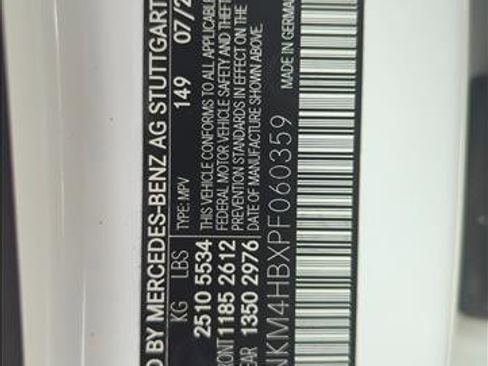 D BY MERCEDES-BENZ AG STUTTGART
KG LBS TYPE: MPV 149 07/2
2510 5534 THIS VEHICLE CONFORMS TO ALL APPLICABLE
RONT 1185 2612 FEDERAL MOTOR VEHICLE SAFETY AND THEFT
EAR 1350 2976 PREVENTION STANDARDS IN EFFECT ON THE
DATE OF MANUFACTURE SHOWN ABOVE.
NKM4HBXPF060359 MADE IN GERMAN